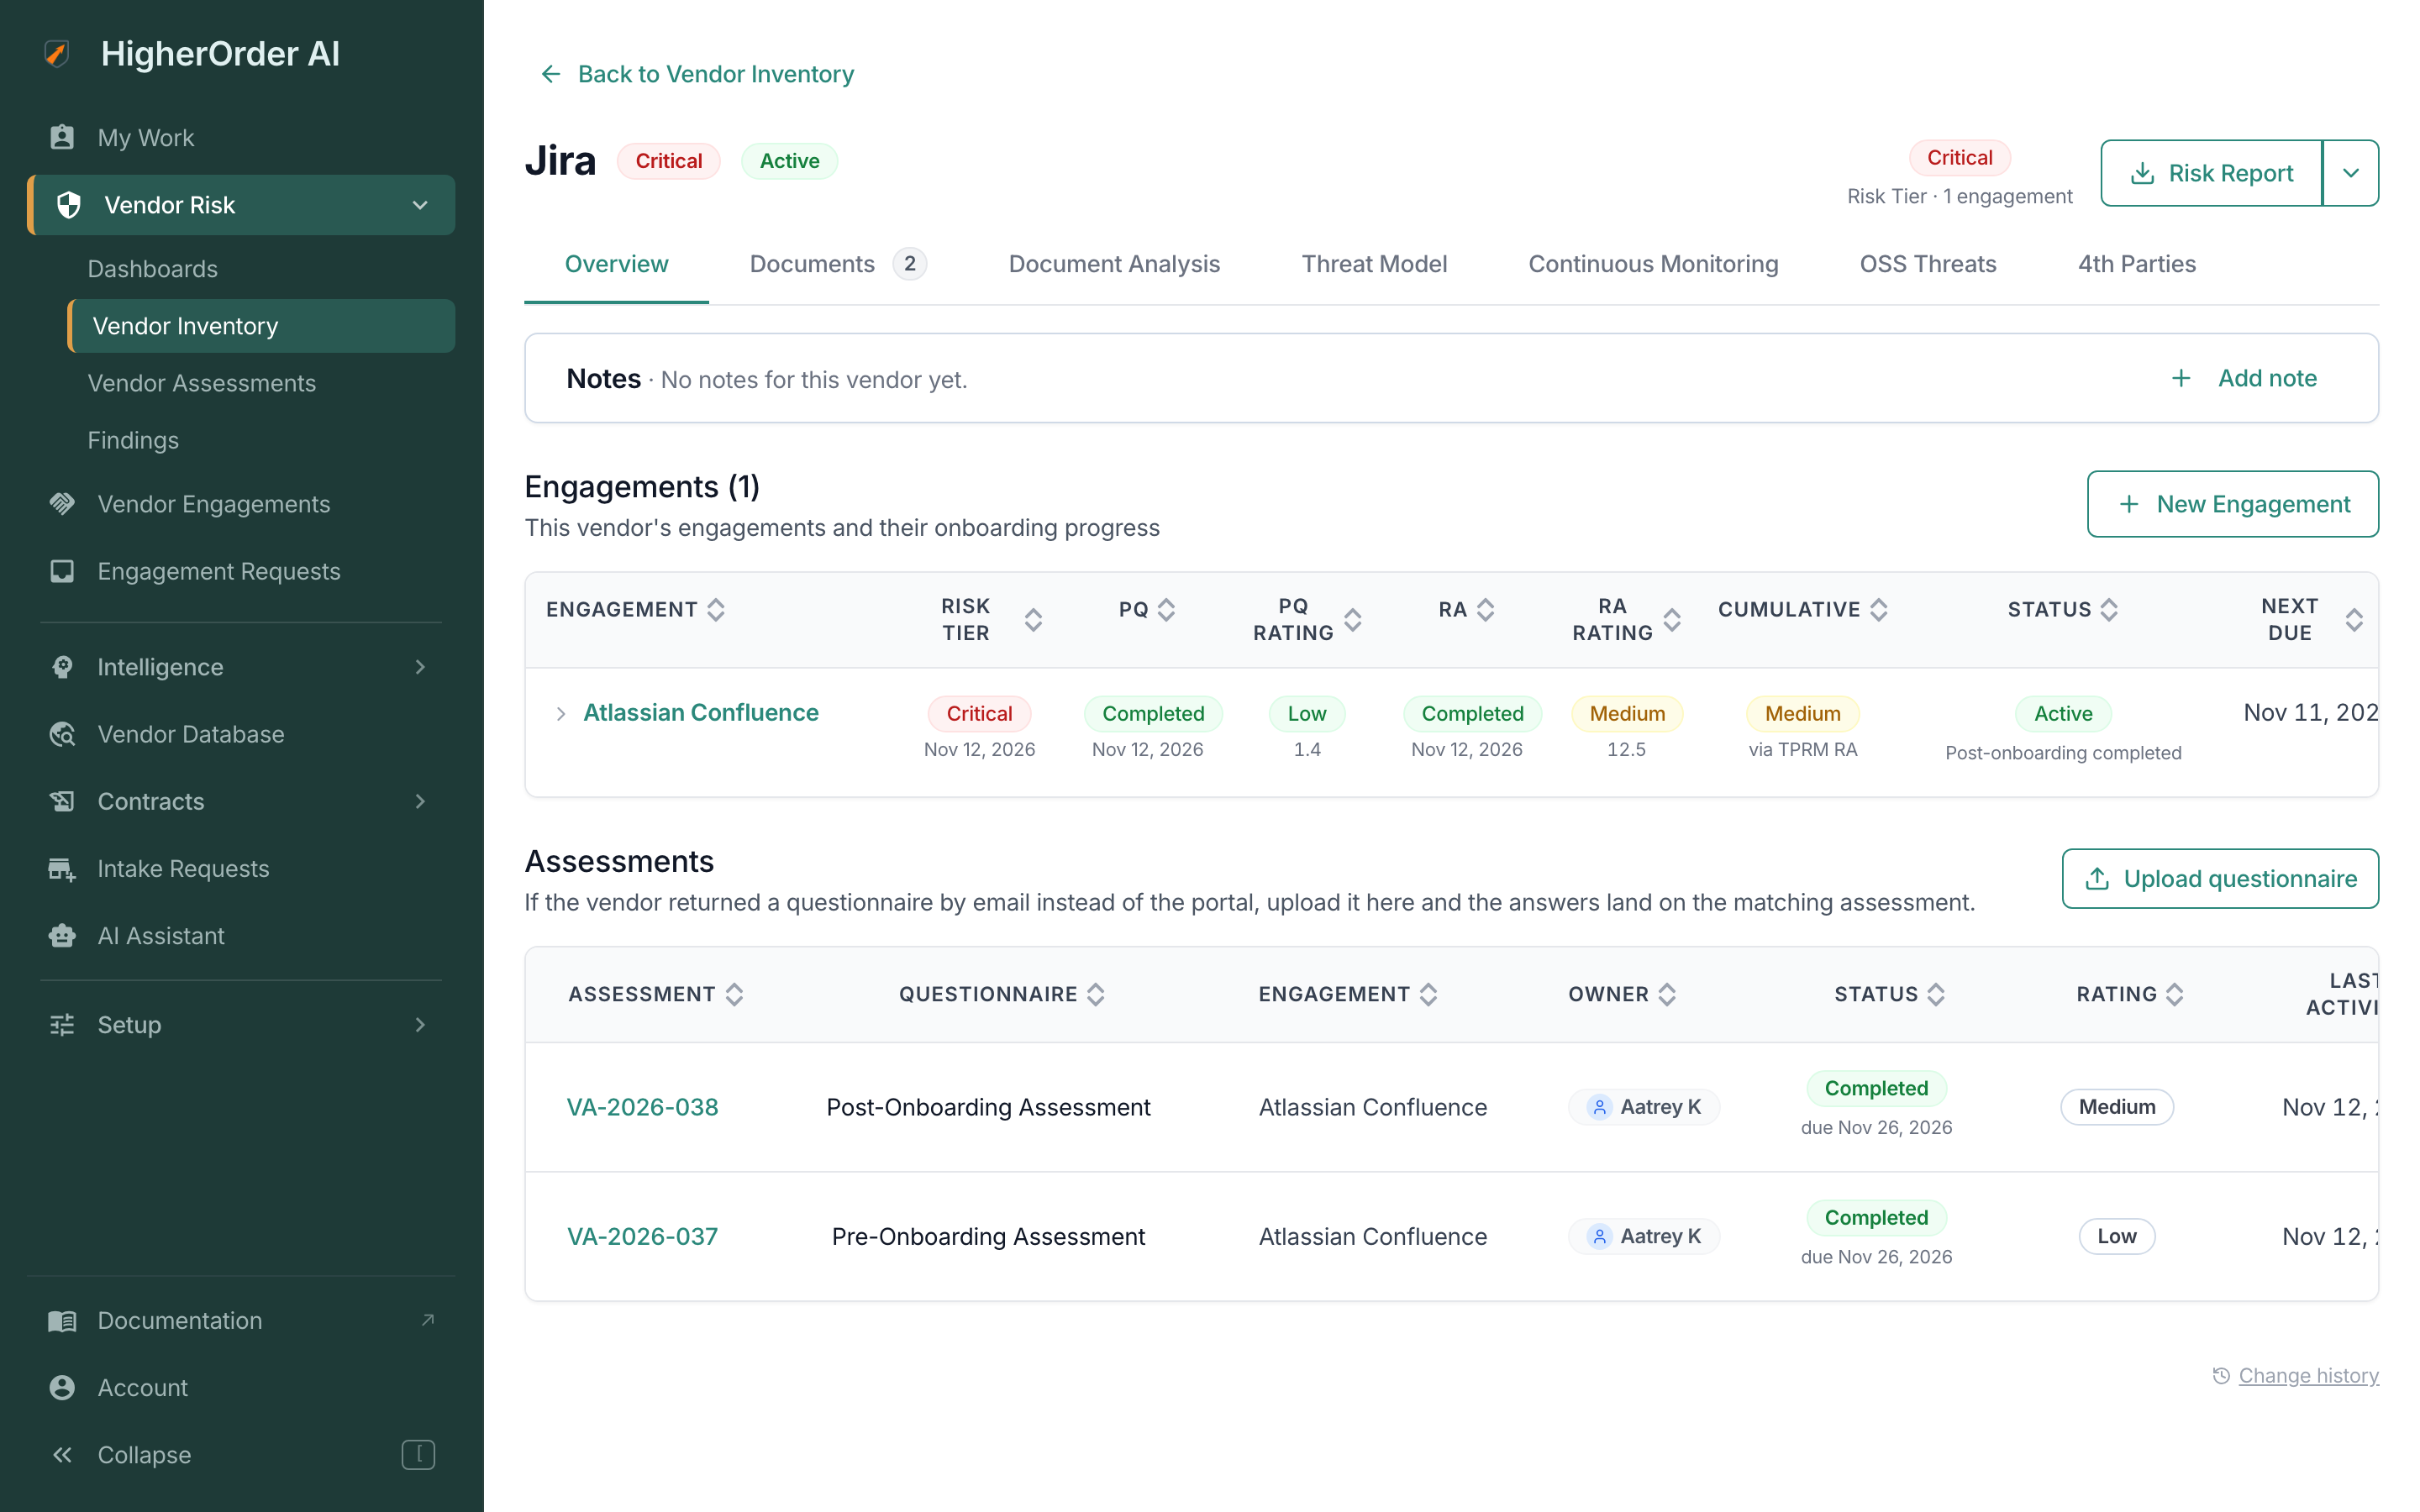 HigherOrder AI
My Work
Vendor Risk
Dashboards
Vendor Inventory
Vendor Assessments
Findings
Vendor Engagements
Engagement Requests
Intelligence
Vendor Database
Contracts
Intake Requests
AI Assistant
Setup
Documentation
Account
Collapse [
Back to Vendor Inventory
Jira Critical Active
Critical
Risk Tier · 1 engagement
Risk Report
Overview Documents 2 Document Analysis Threat Model Continuous Monitoring OSS Threats 4th Parties
Notes · No notes for this vendor yet.
+ Add note
Engagements (1)
This vendor's engagements and their onboarding progress
+ New Engagement
ENGAGEMENT RISK TIER PQ PQ RATING RA RA RATING CUMULATIVE STATUS NEXT DUE
Atlassian Confluence Critical Completed Low Completed Medium Medium Active Nov 11, 202
Nov 12, 2026 Nov 12, 2026 1.4 Nov 12, 2026 12.5 via TPRM RA Post-onboarding completed
Assessments
If the vendor returned a questionnaire by email instead of the portal, upload it here and the answers land on the matching assessment.
Upload questionnaire
ASSESSMENT QUESTIONNAIRE ENGAGEMENT OWNER STATUS RATING LAST ACTIVI
VA-2026-038 Post-Onboarding Assessment Atlassian Confluence Aatrey K Completed Medium Nov 12,
due Nov 26, 2026
VA-2026-037 Pre-Onboarding Assessment Atlassian Confluence Aatrey K Completed Low Nov 12,
due Nov 26, 2026
Change history